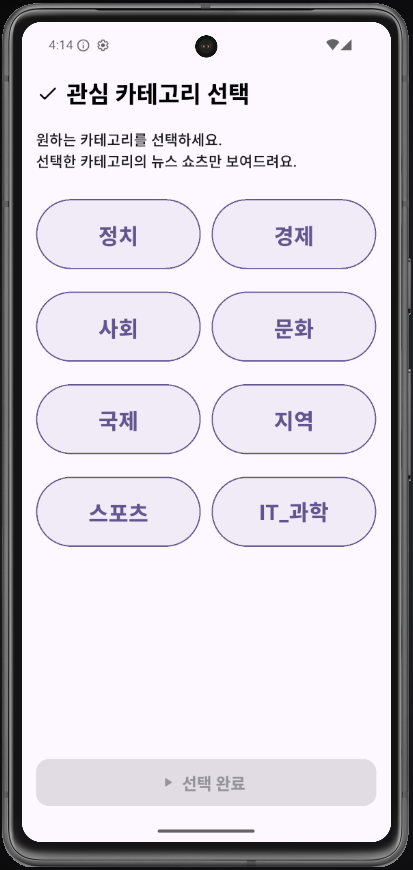 4:14
관심 카테고리 선택
원하는 카테고리를 선택하세요.
선택한 카테고리의 뉴스 쇼츠만 보여드려요.
정치 경제
사회 문화
국제 지역
스포츠 IT_과학
선택 완료